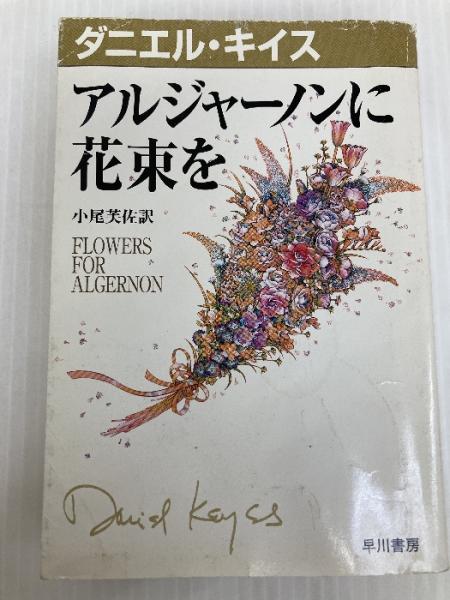 ダニエル・キイス
アルジャーノンに
花束を
小尾芙佐訳
FLOWERS
FOR
ALGERNON
Daniel Keyes
早川書房